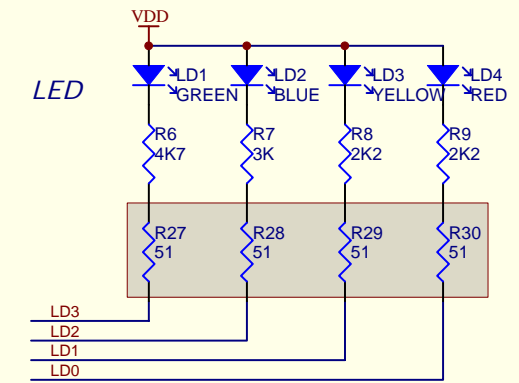 VDD
LED
LD1 LD2 LD3 LD4
GREEN BLUE YELLOW RED
R6 R7 R8 R9
4K7 3K 2K2 2K2
R27 R28 R29 R30
51 51 51 51
LD3
LD2
LD1
LD0